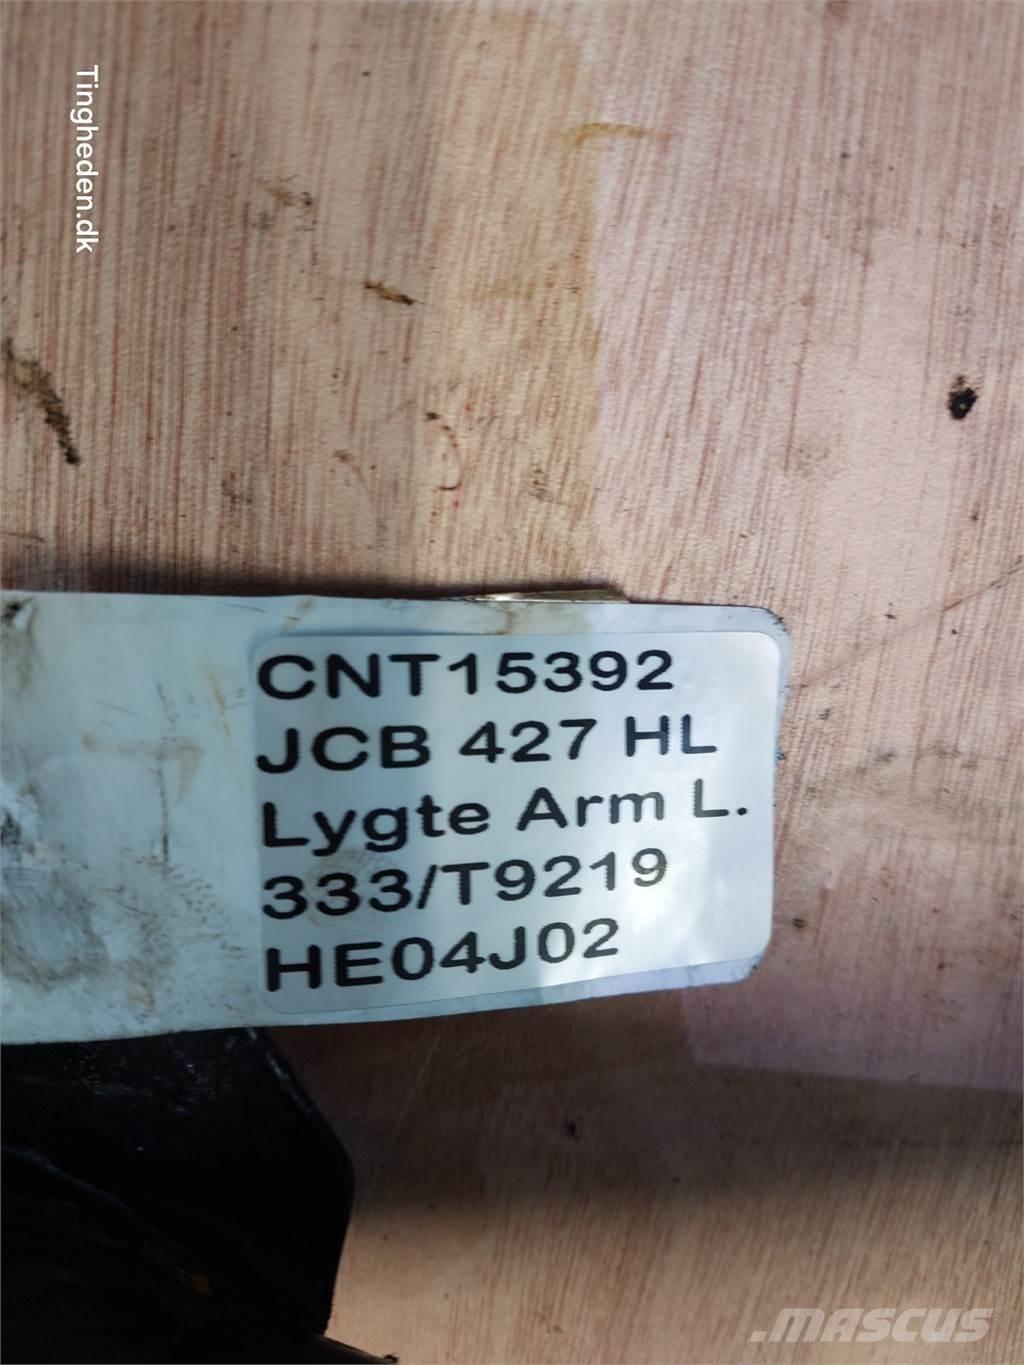 Tingheden.dk
CNT15392
JCB 427 HL
Lygte Arm L.
333/T9219
HE04J02
.MASCUS